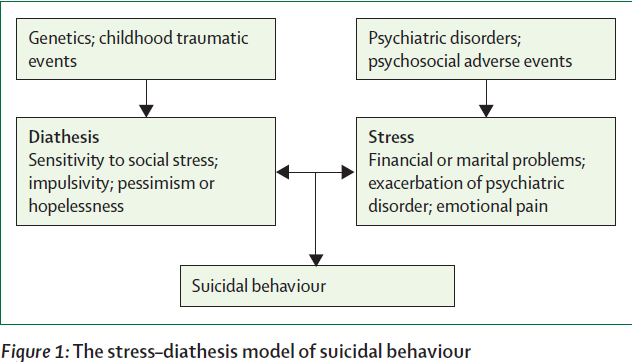 Genetics; childhood traumatic
events
Psychiatric disorders;
psychosocial adverse events
Diathesis
Sensitivity to social stress;
impulsivity; pessimism or
hopelessness
Stress
Financial or marital problems;
exacerbation of psychiatric
disorder; emotional pain
Suicidal behaviour
Figure 1: The stress–diathesis model of suicidal behaviour